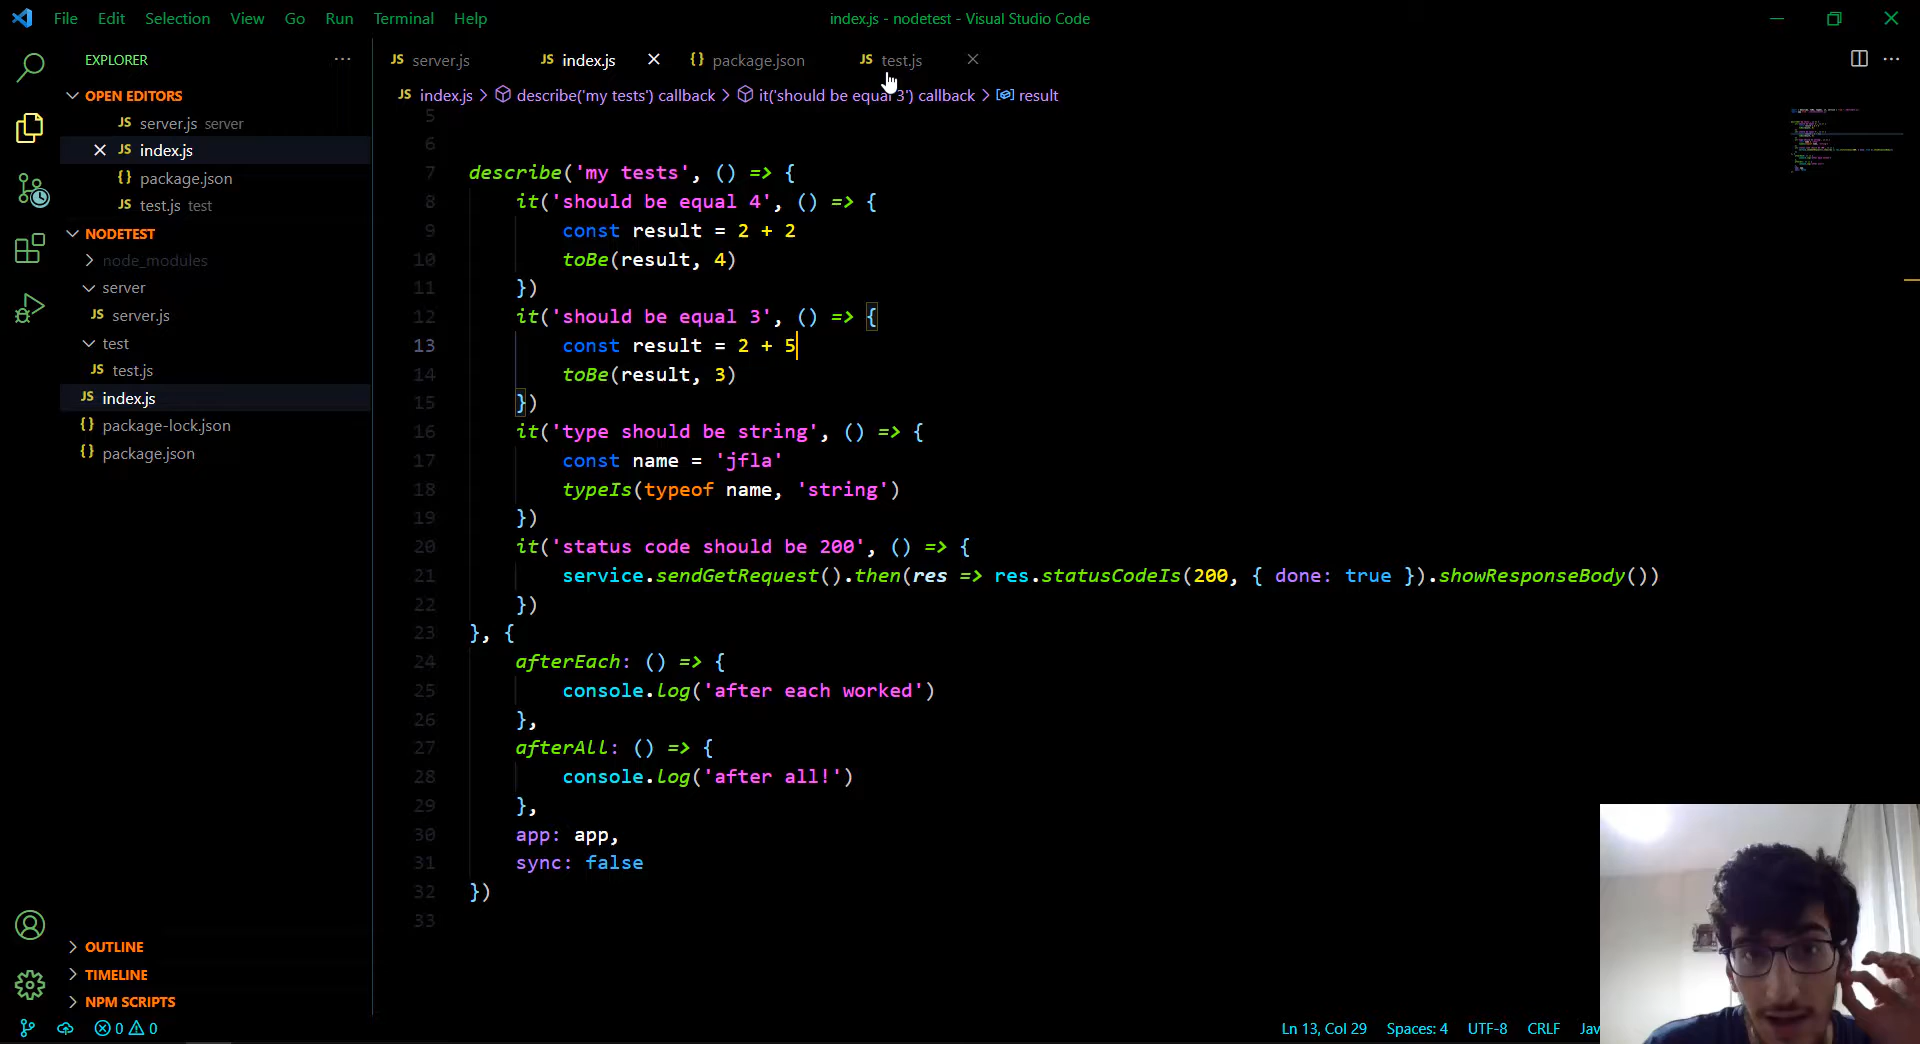 File Edit Selection View Go Run Terminal Help
index.js - nodetest - Visual Studio Code
EXPLORER
OPEN EDITORS
JS server.js server
JS index.js
{} package.json
JS test.js test
NODETEST
node_modules
server
JS server.js
test
JS test.js
JS index.js
{} package-lock.json
{} package.json
OUTLINE
TIMELINE
NPM SCRIPTS
JS server.js JS index.js {} package.json JS test.js
JS index.js > describe('my tests') callback > it('should be equal 3') callback > result
5
6
7 describe('my tests', () => {
8 it('should be equal 4', () => {
9 const result = 2 + 2
10 toBe(result, 4)
11 })
12 it('should be equal 3', () => {
13 const result = 2 + 5
14 toBe(result, 3)
15 })
16 it('type should be string', () => {
17 const name = 'jfla'
18 typeIs(typeof name, 'string')
19 })
20 it('status code should be 200', () => {
21 service.sendGetRequest().then(res => res.statusCodeIs(200, { done: true }).showResponseBody())
22 })
23 }, {
24 afterEach: () => {
25 console.log('after each worked')
26 },
27 afterAll: () => {
28 console.log('after all!')
29 },
30 app: app,
31 sync: false
32 })
33
0 0
Ln 13, Col 29 Spaces: 4 UTF-8 CRLF